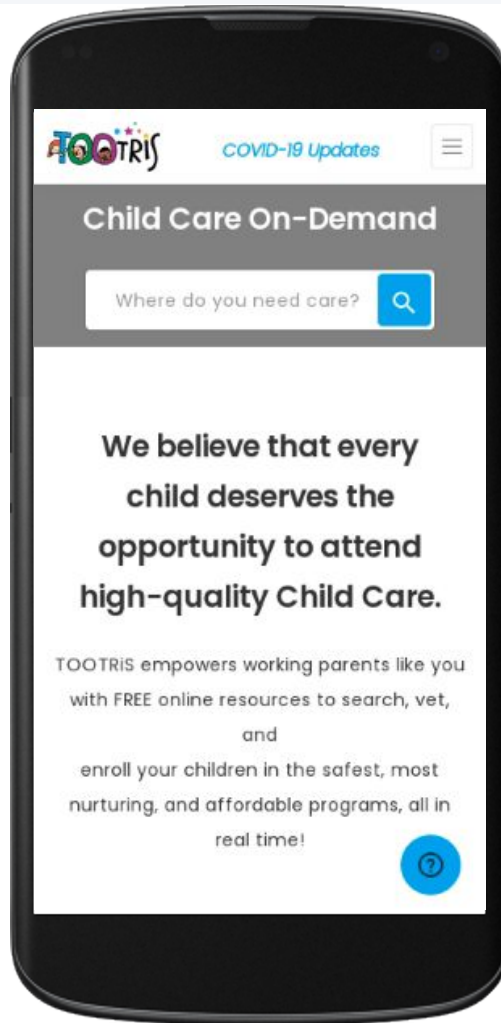 TOOTRiS
COVID-19 Updates
Child Care On-Demand
Where do you need care?
We believe that every
child deserves the
opportunity to attend
high-quality Child Care.
TOOTRiS empowers working parents like you
with FREE online resources to search, vet,
and
enroll your children in the safest, most
nurturing, and affordable programs, all in
real time!
?